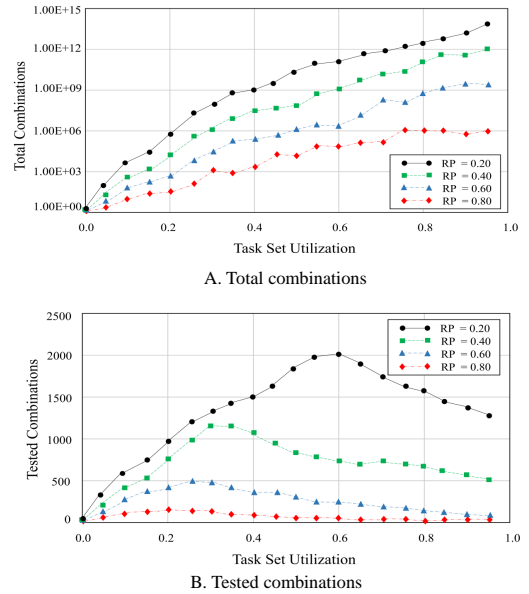 1.00E+15
1.00E+12
1.00E+09
1.00E+06
1.00E+03
1.00E+00
Total Combinations
0.0 0.2 0.4 0.6 0.8 1.0
Task Set Utilization
RP = 0.20
RP = 0.40
RP = 0.60
RP = 0.80
A. Total combinations
2500
2000
1500
1000
500
0
Tested Combinations
0.0 0.2 0.4 0.6 0.8 1.0
Task Set Utilization
RP = 0.20
RP = 0.40
RP = 0.60
RP = 0.80
B. Tested combinations